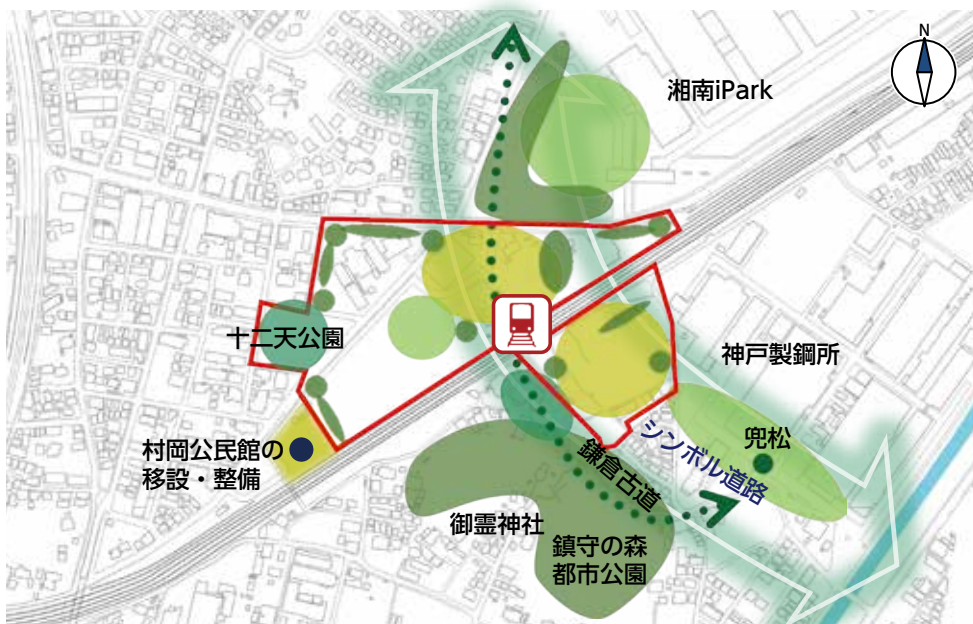 N
湘南iPark
十二天公園
神戸製鋼所
兜松
シンボル道路
鎌倉古道
村岡公民館の
移設・整備
御霊神社
鎮守の森
都市公園